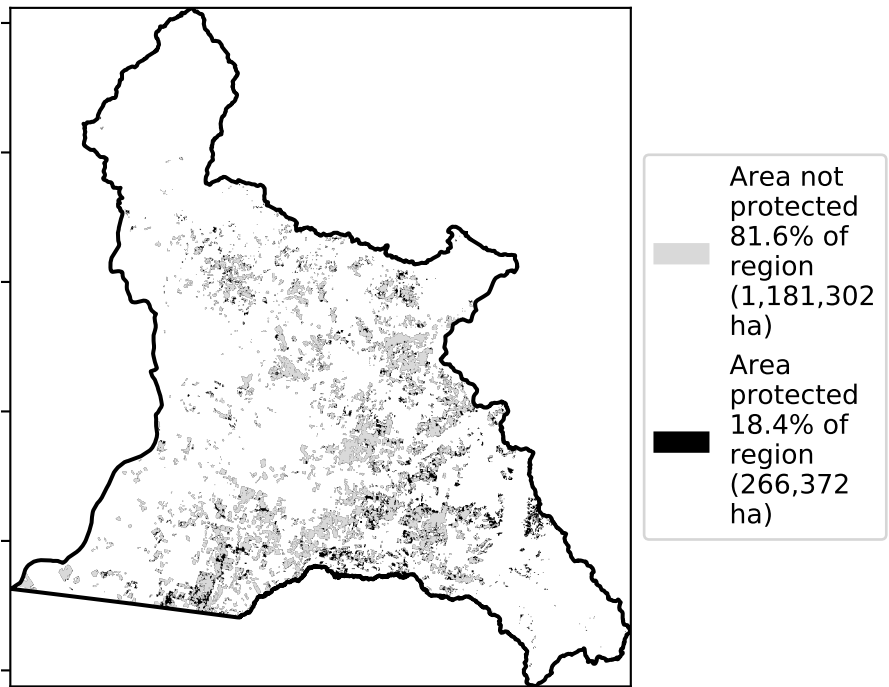 Area not
protected
81.6% of
region
(1,181,302
ha)
Area
protected
18.4% of
region
(266,372
ha)